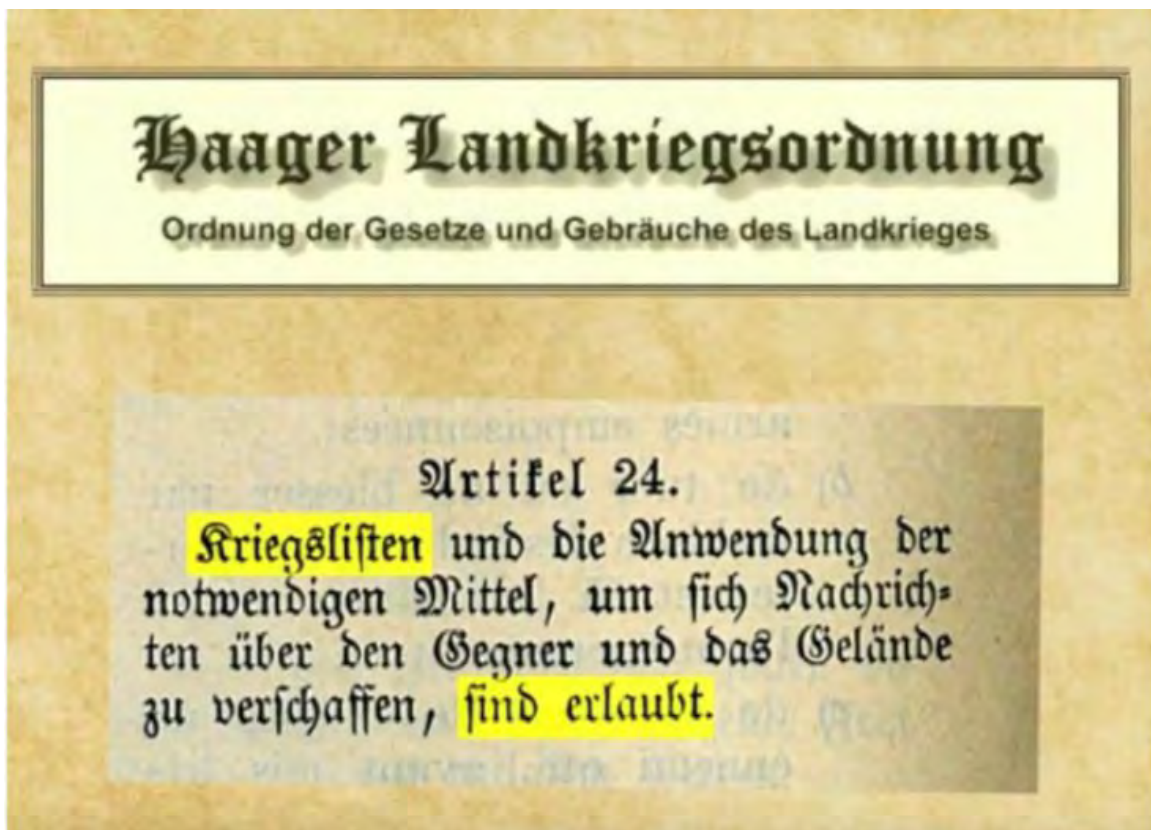 Haager Landkriegsordnung
Ordnung der Gesetze und Gebräuche des Landkrieges
Artikel 24.
Kriegsliſten und die Anwendung der
notwendigen Mittel, um ſich Nachrich⸗
ten über den Gegner und das Gelände
zu verſchaffen, ſind erlaubt.